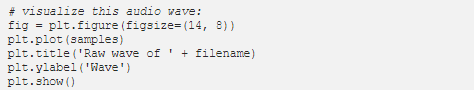 # visualize this audio wave:
fig = plt.figure(figsize=(14, 8))
plt.plot(samples)
plt.title('Raw wave of ' + filename)
plt.ylabel('Wave')
plt.show()